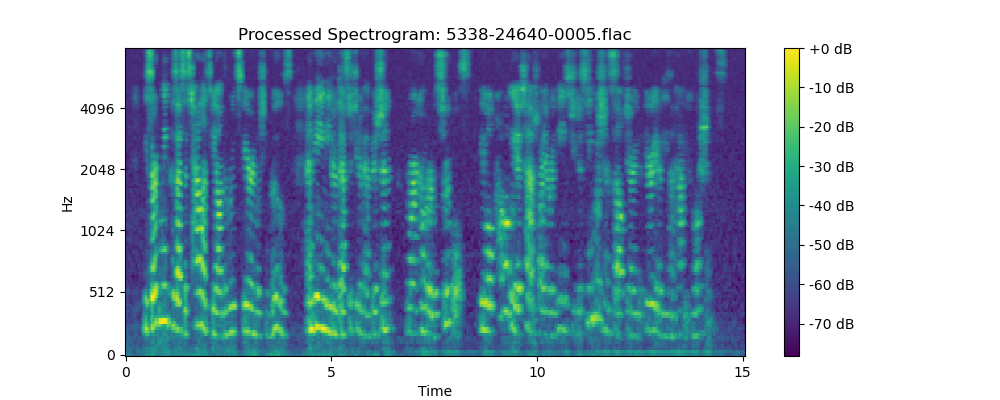 Processed Spectrogram: 5338-24640-0005.flac
Hz
4096
2048
1024
512
0
0
5
10
15
Time
+0 dB
-10 dB
-20 dB
-30 dB
-40 dB
-50 dB
-60 dB
-70 dB